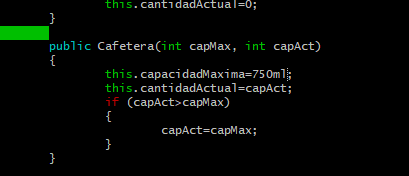 this.cantidadActual=0;
}
public Cafetera(int capMax, int capAct)
{
this.capacidadMaxima=750ml;
this.cantidadActual=capAct;
if (capAct>capMax)
{
capAct=capMax;
}
}